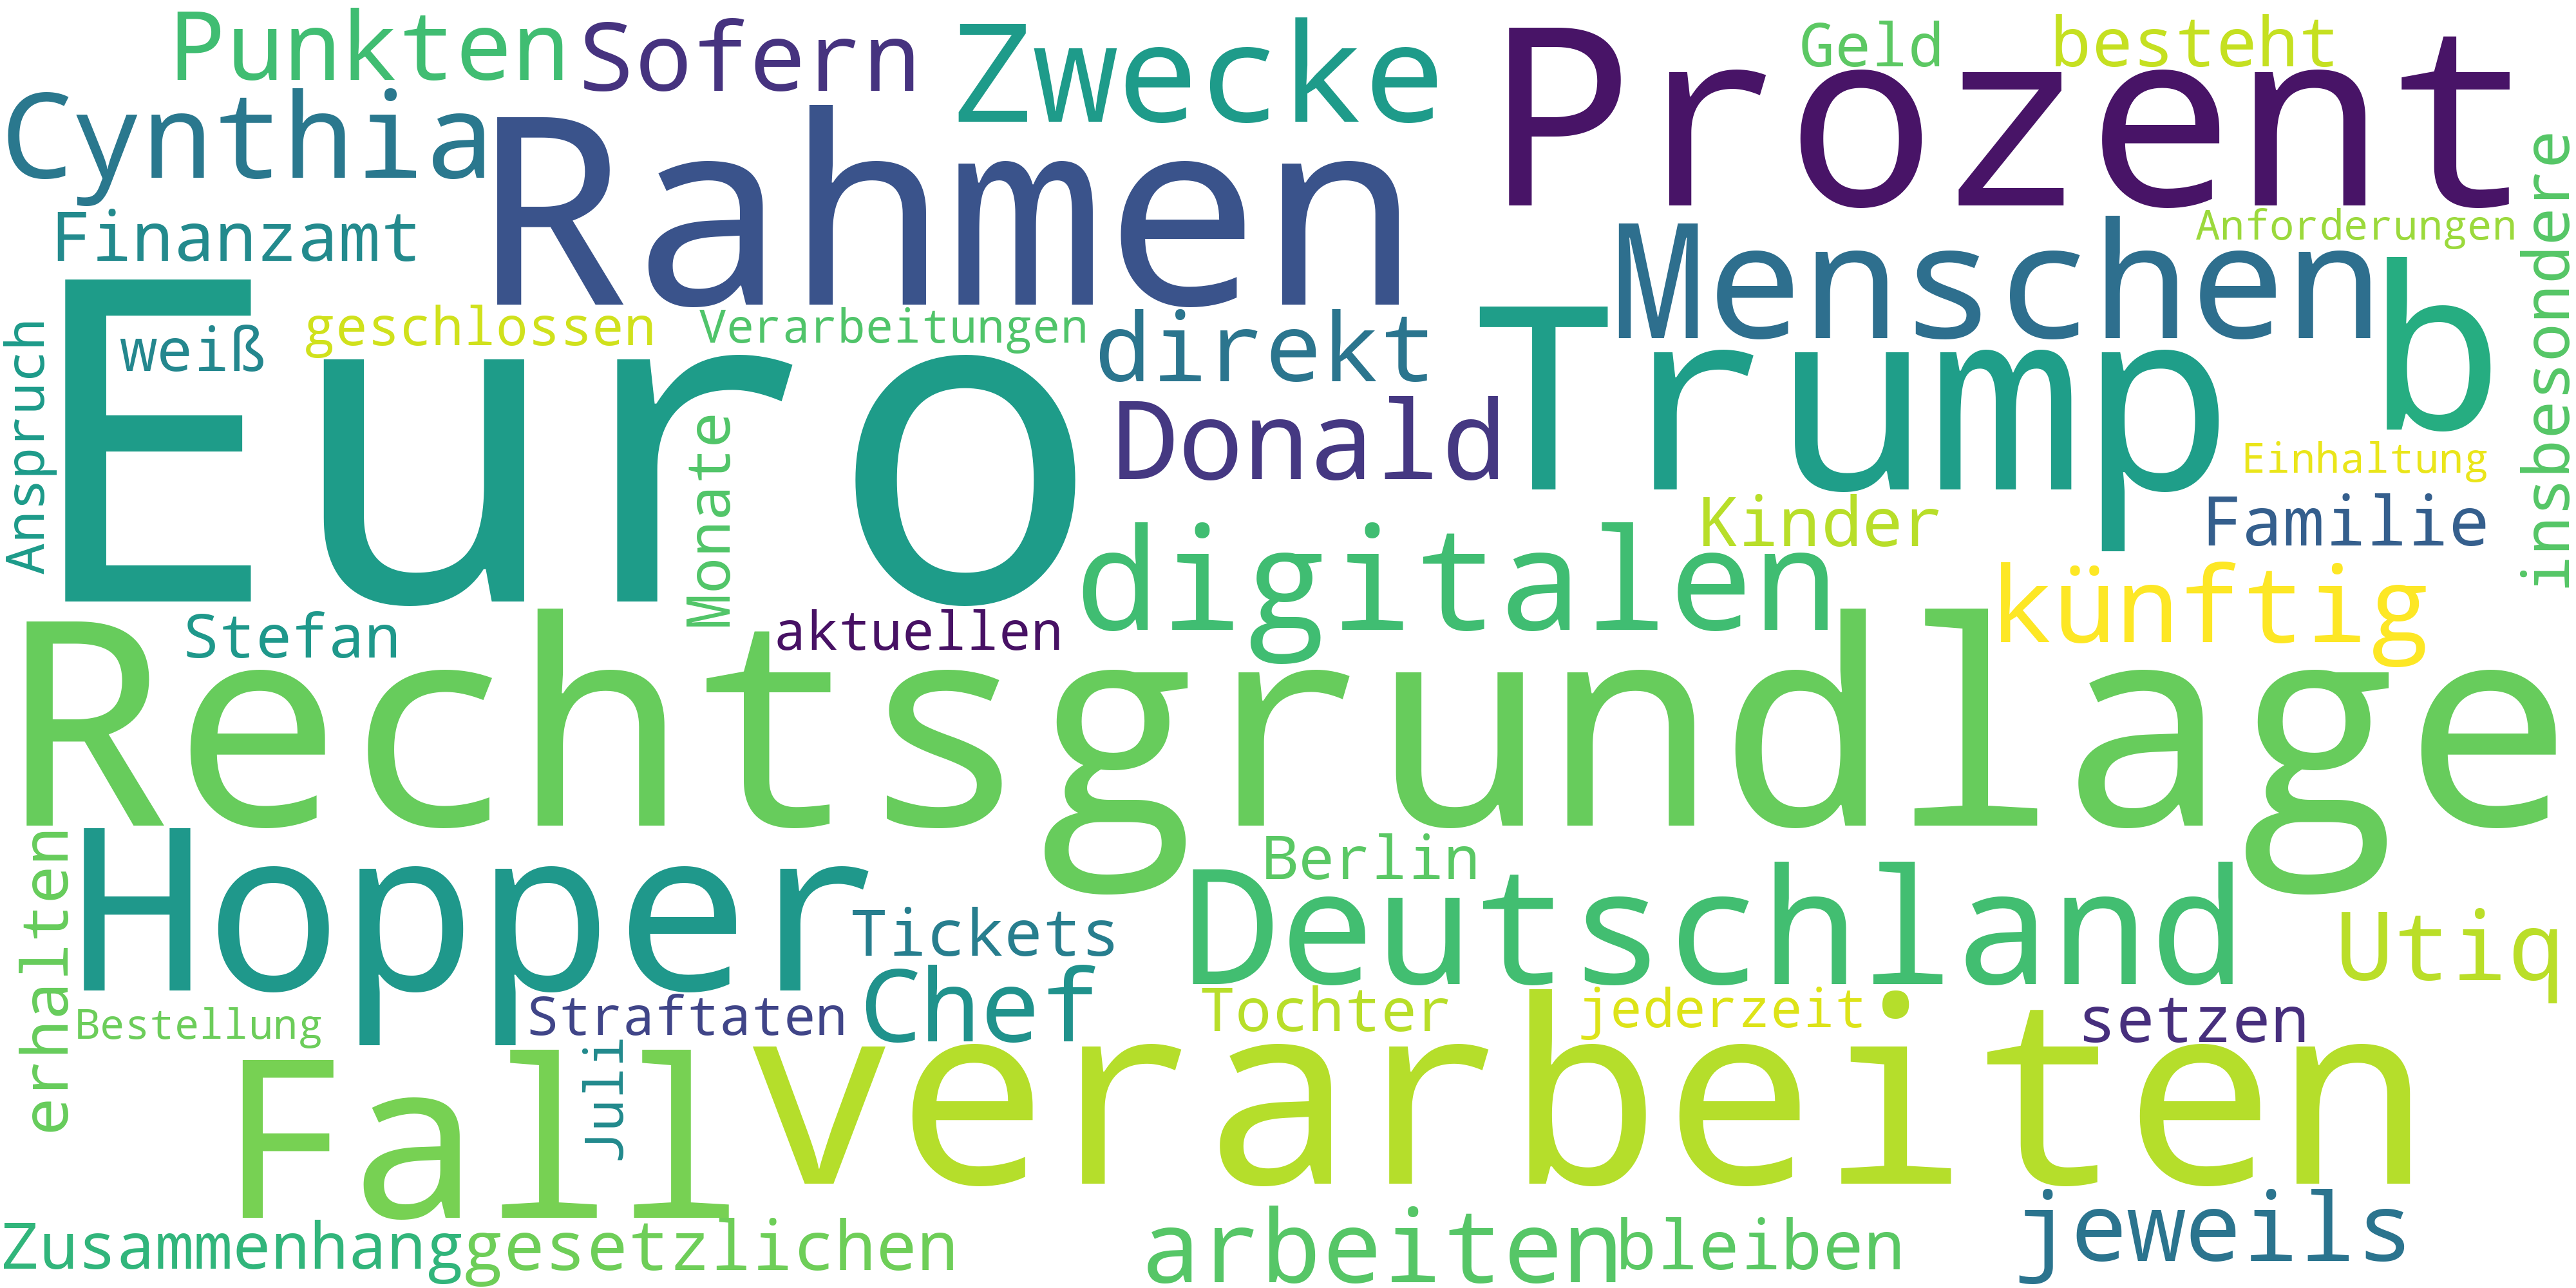 Punkten
Sofern
Zwecke
Prozent
Geld
besteht
Cynthia
Rahmen
insbesondere
Finanzamt
Menschen
Anforderungen
Euro
Trump
b
geschlossen
Verarbeitungen
direkt
weiß
Anspruch
Donald
Monate
Einhaltung
Kinder
Familie
digitalen
künftig
Stefan
aktuellen
Rechtsgrundlage
Hopper
Berlin
erhalten
Deutschland
Tickets
Utiq
Chef
Straftaten
Bestellung
Tochter
jederzeit
setzen
verarbeiten
Juli
Fall
jeweils
Zusammenhang
gesetzlichen
arbeiten
bleiben